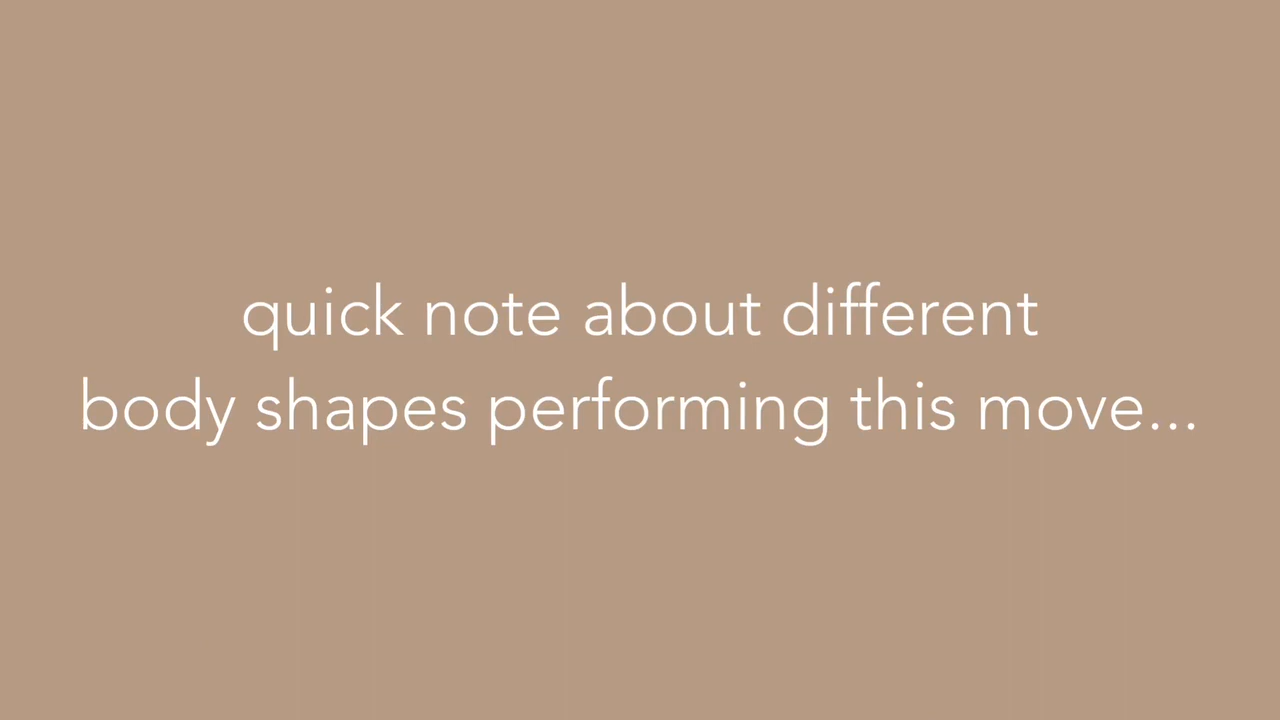 quick note about different
body shapes performing this move...